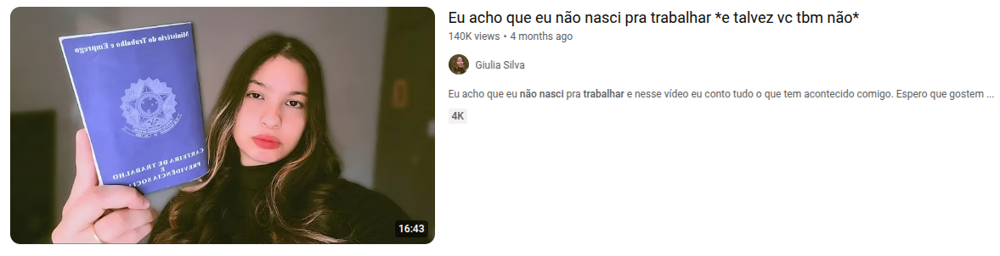 Ministério do Trabalho e Emprego
CARTEIRA DE TRABALHO
E
PREVIDÊNCIA SOCIAL
16:43
Eu acho que eu não nasci pra trabalhar *e talvez vc tbm não*
140K views • 4 months ago
Giulia Silva
Eu acho que eu não nasci pra trabalhar e nesse vídeo eu conto tudo o que tem acontecido comigo. Espero que gostem ...
4K